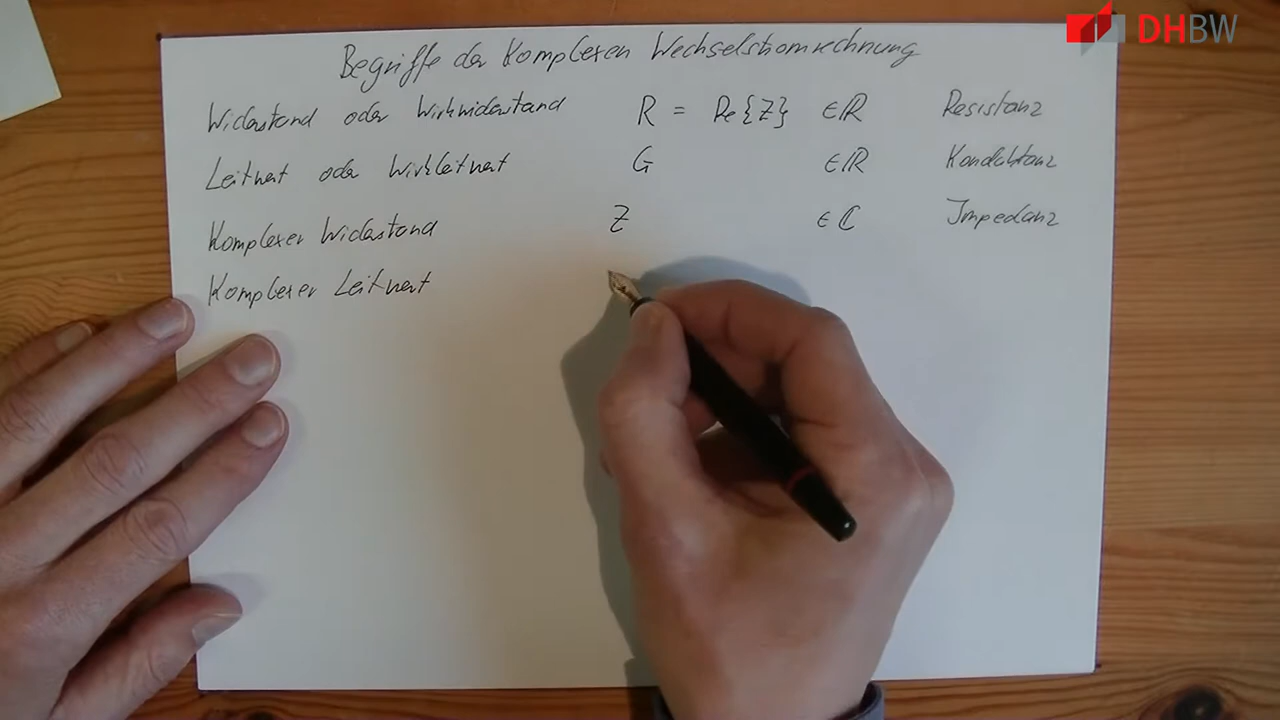 DHBW
Begriffe der Komplexen Wechselstromrechnung
Widerstand oder Wirkwiderstand R = Re{Z} ∈ℝ Resistanz
Leitwert oder Wirkleitwert G ∈ℝ Konduktanz
Komplexer Widerstand Z ∈ ℂ Impedanz
Komplexer Leitwert